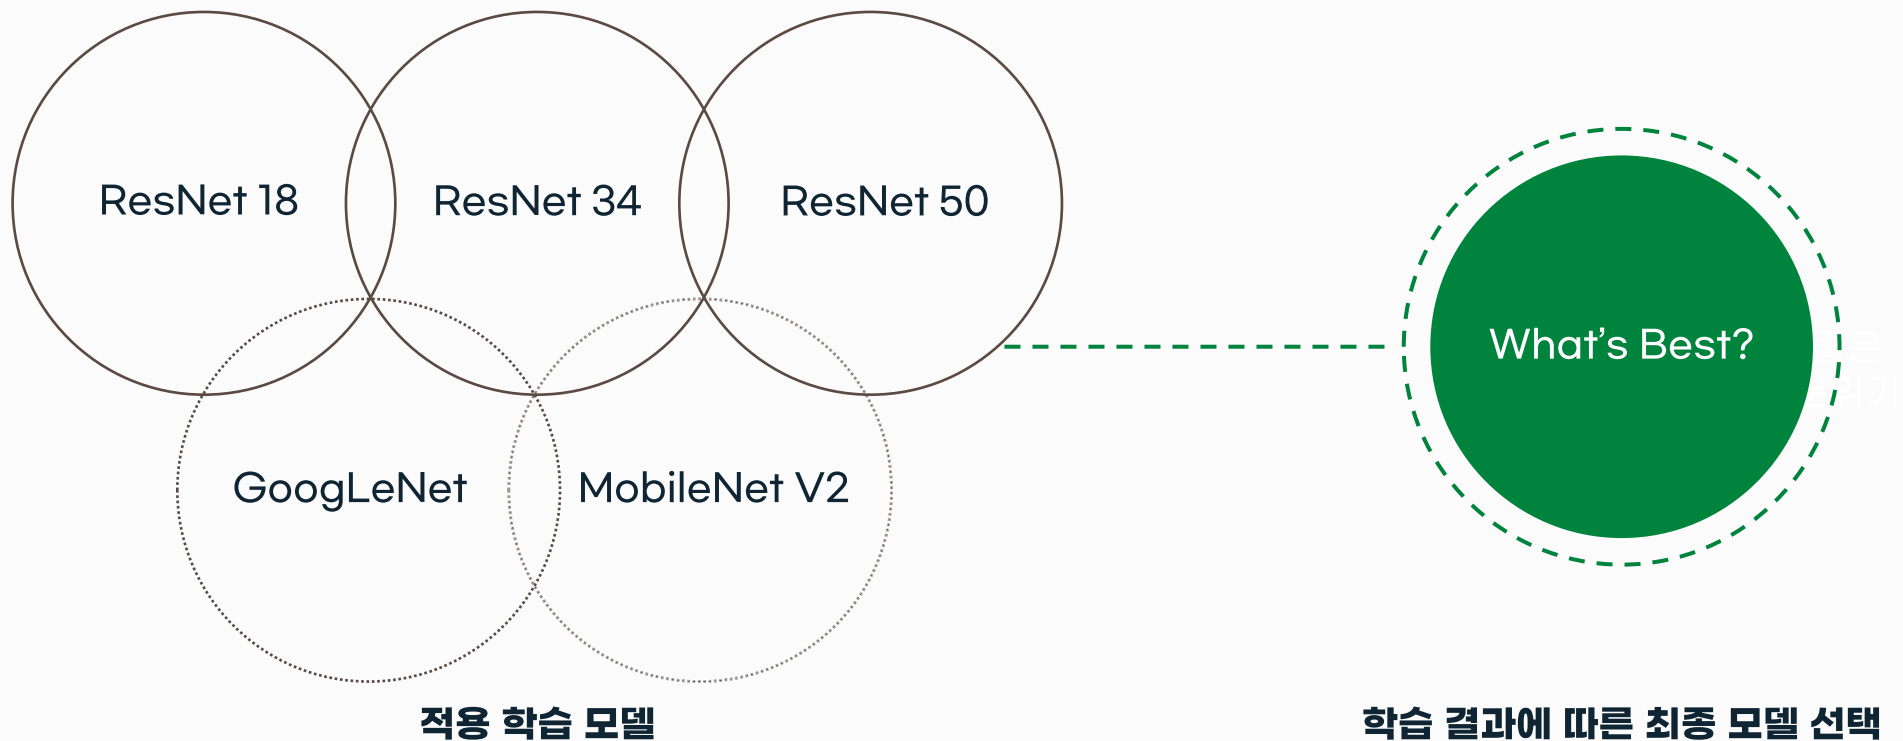 ResNet 18
ResNet 34
ResNet 50
What's Best?
GoogLeNet
MobileNet V2
적용 학습 모델
학습 결과에 따른 최종 모델 선택